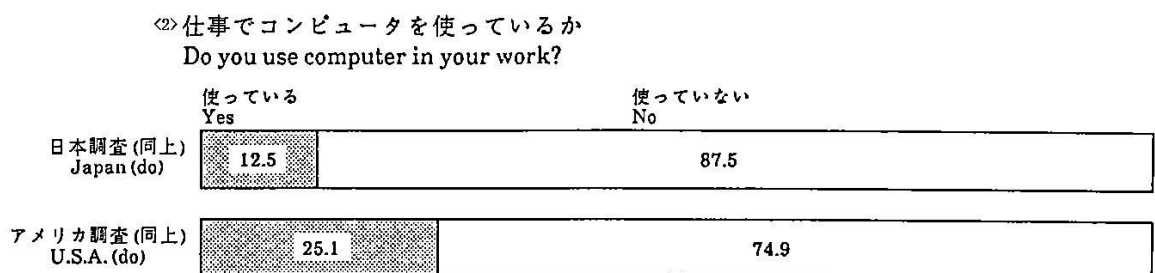 <2>仕事でコンピュータを使っているか
Do you use computer in your work?
使っている 使っていない
Yes No
日本調査(同上)
Japan (do)
12.5 87.5
アメリカ調査(同上)
U.S.A. (do)
25.1 74.9